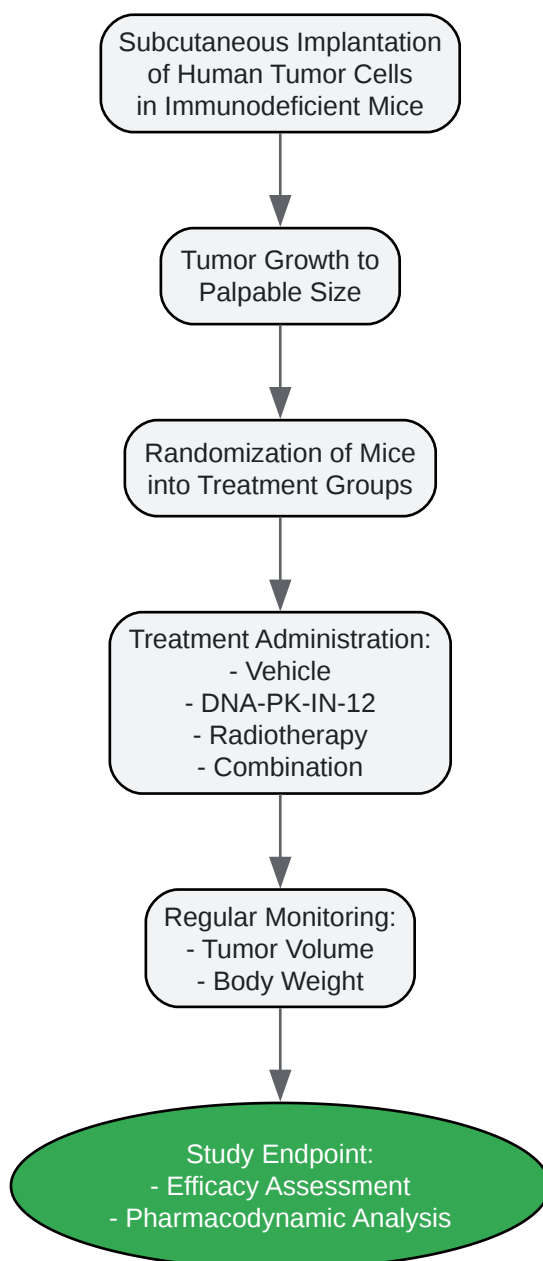 Subcutaneous Implantation
of Human Tumor Cells
in Immunodeficient Mice
Tumor Growth to
Palpable Size
Randomization of Mice
into Treatment Groups
Treatment Administration:
- Vehicle
- DNA-PK-IN-12
- Radiotherapy
- Combination
Regular Monitoring:
- Tumor Volume
- Body Weight
Study Endpoint:
- Efficacy Assessment
- Pharmacodynamic Analysis